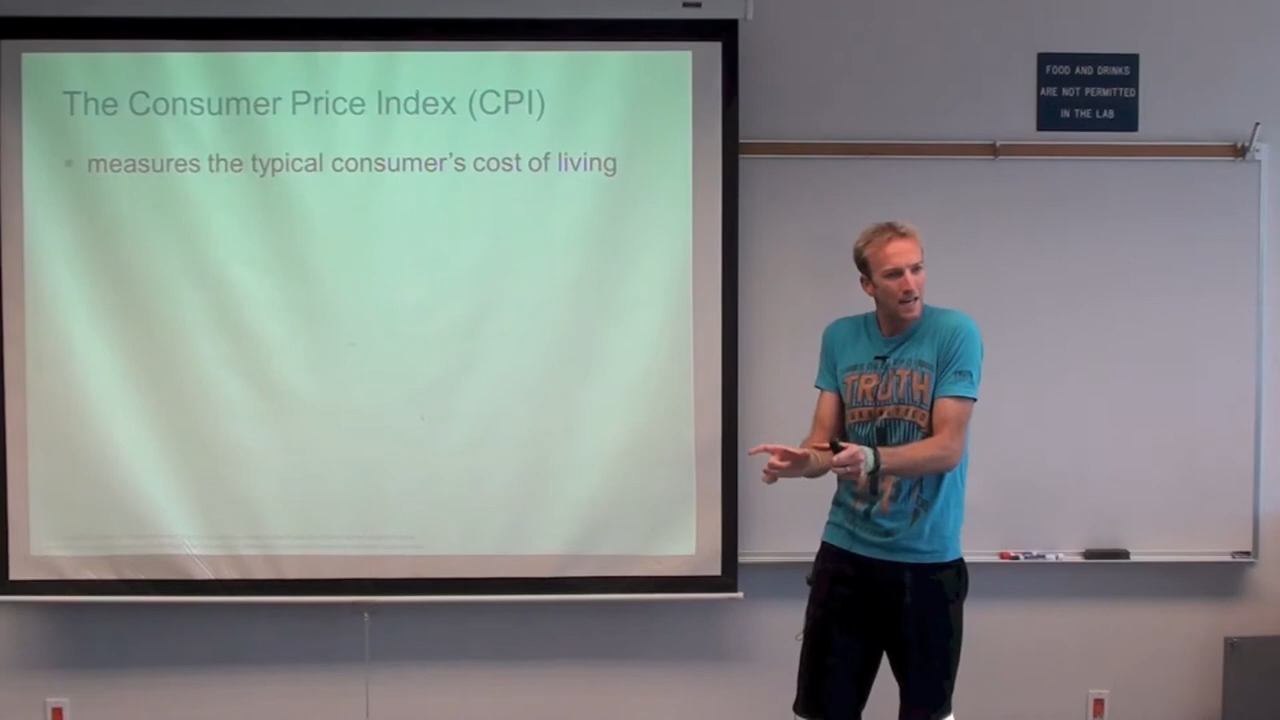 The Consumer Price Index (CPI)
measures the typical consumer's cost of living
FOOD AND DRINKS
ARE NOT PERMITTED
IN THE LAB
TRUTH